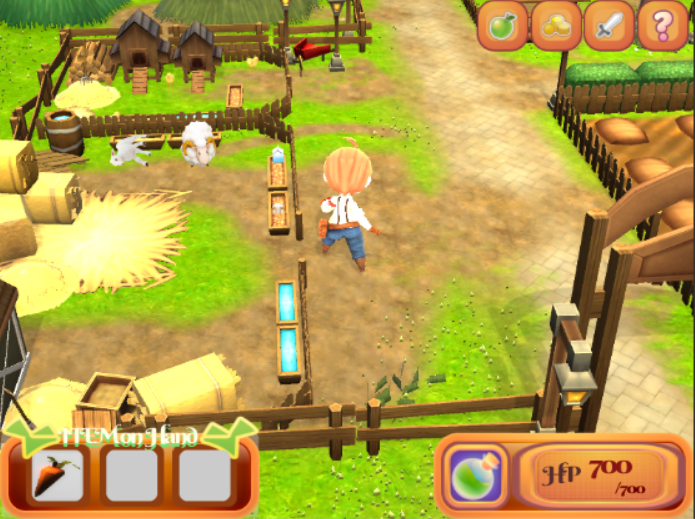 ?
ITEM on Hand
HP 700
/700